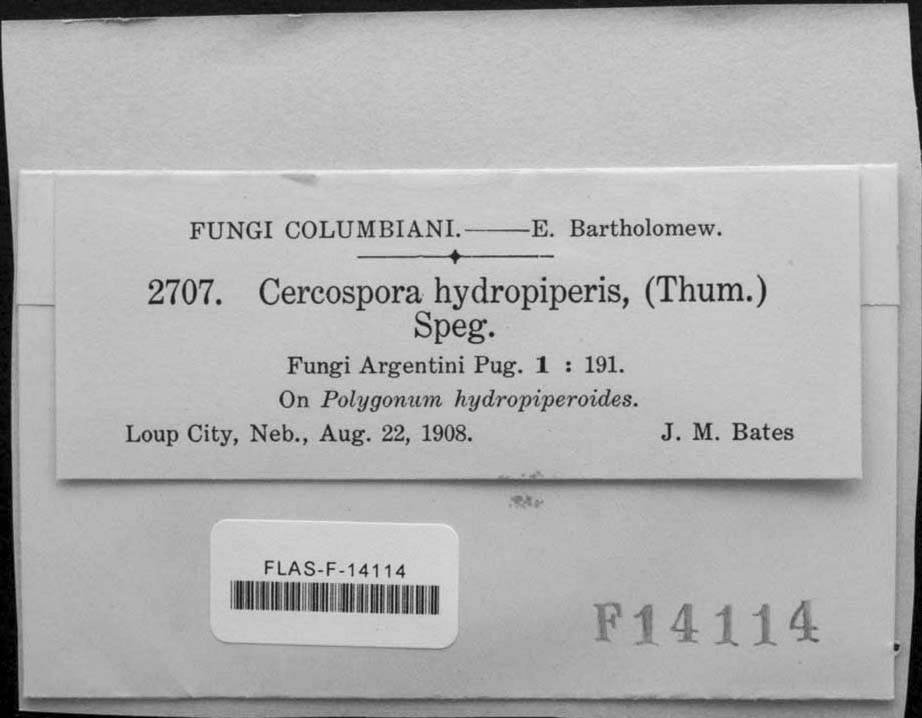 FUNGI COLUMBIANI.——E. Bartholomew.
2707. Cercospora hydropiperis, (Thum.)
Speg.
Fungi Argentini Pug. 1 : 191.
On Polygonum hydropiperoides.
Loup City, Neb., Aug. 22, 1908. J. M. Bates
FLAS-F-14114
F14114